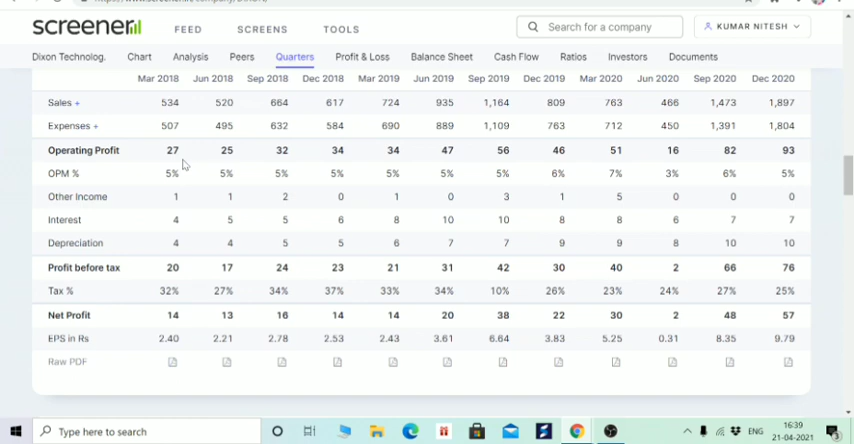 screener
FEED SCREENS TOOLS
Search for a company
KUMAR NITESH
Dixon Technolog. Chart Analysis Peers Quarters Profit & Loss Balance Sheet Cash Flow Ratios Investors Documents
Mar 2018 Jun 2018 Sep 2018 Dec 2018 Mar 2019 Jun 2019 Sep 2019 Dec 2019 Mar 2020 Jun 2020 Sep 2020 Dec 2020
Sales + 534 520 664 617 724 935 1,164 809 763 466 1,473 1,897
Expenses + 507 495 632 584 690 889 1,109 763 712 450 1,391 1,804
Operating Profit 27 25 32 34 34 47 56 46 51 16 82 93
OPM % 5% 5% 5% 5% 5% 5% 5% 6% 7% 3% 6% 5%
Other Income 1 1 2 0 1 0 3 1 5 0 0 0
Interest 4 5 5 6 8 10 10 8 8 6 7 7
Depreciation 4 4 5 5 6 7 7 9 9 8 10 10
Profit before tax 20 17 24 23 21 31 42 30 40 2 66 76
Tax % 32% 27% 34% 37% 33% 34% 10% 26% 23% 24% 27% 25%
Net Profit 14 13 16 14 14 20 38 22 30 2 48 57
EPS in Rs 2.40 2.21 2.78 2.53 2.43 3.61 6.64 3.83 5.25 0.31 8.35 9.79
Raw PDF
Type here to search
ENG
16:39
21-04-2021